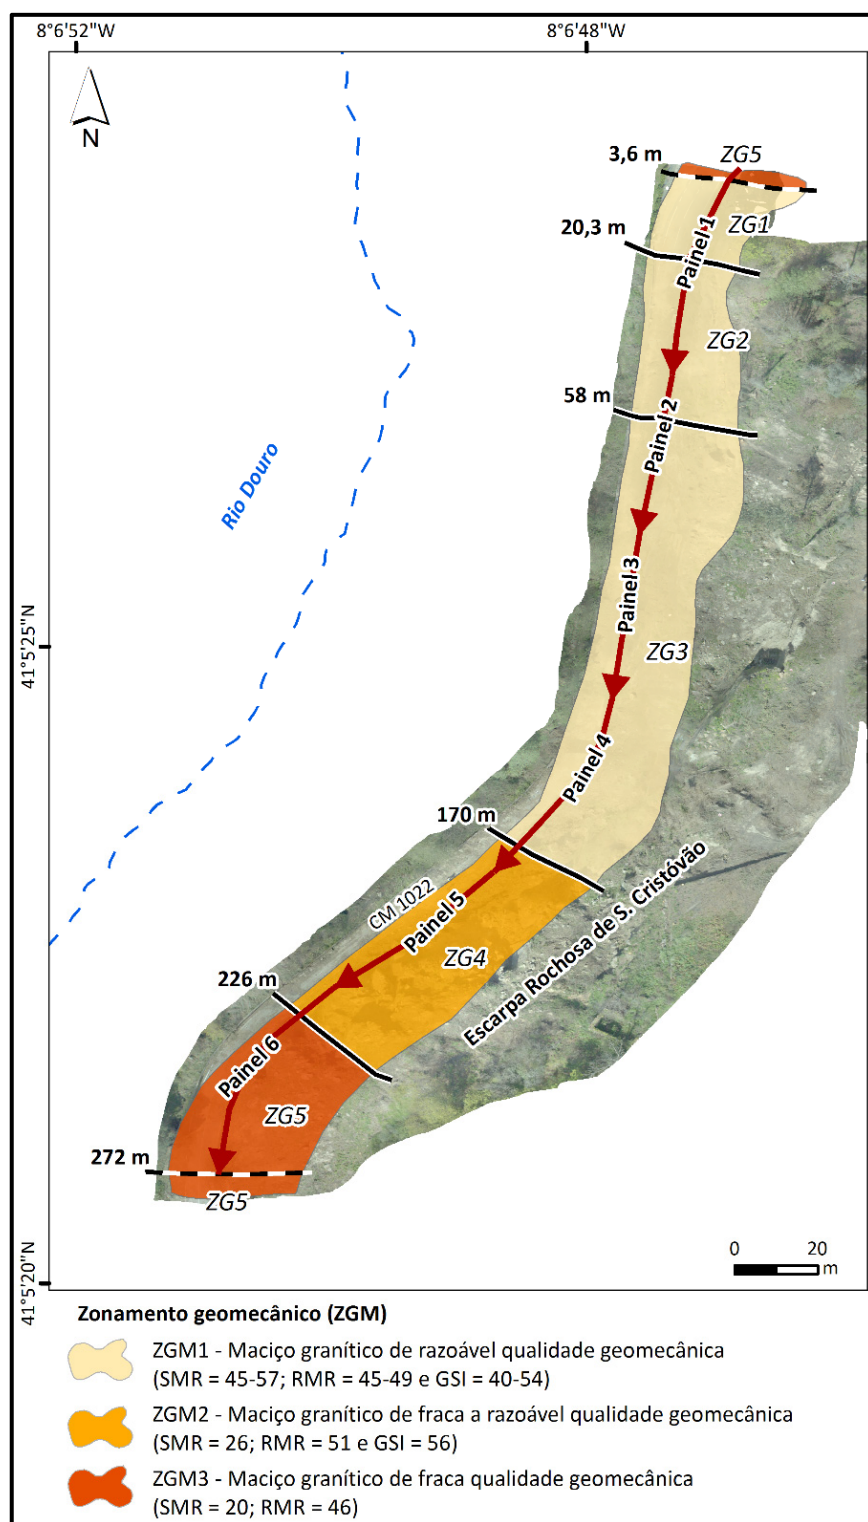 8°6'52"W
8°6'48"W
N
3,6 m
ZG5
ZG1
20,3 m
Painel 1
ZG2
58 m
Painel 2
Rio Douro
Painel 3
41°5'25"N
ZG3
Painel 4
170 m
CM 1022
Painel 5
Escarpa Rochosa de S. Cristóvão
ZG4
226 m
Painel 6
ZG5
272 m
ZG5
0 20
m
41°5'20"N
Zonamento geomecânico (ZGM)
ZGM1 - Maciço granítico de razoável qualidade geomecânica
(SMR = 45-57; RMR = 45-49 e GSI = 40-54)
ZGM2 - Maciço granítico de fraca a razoável qualidade geomecânica
(SMR = 26; RMR = 51 e GSI = 56)
ZGM3 - Maciço granítico de fraca qualidade geomecânica
(SMR = 20; RMR = 46)